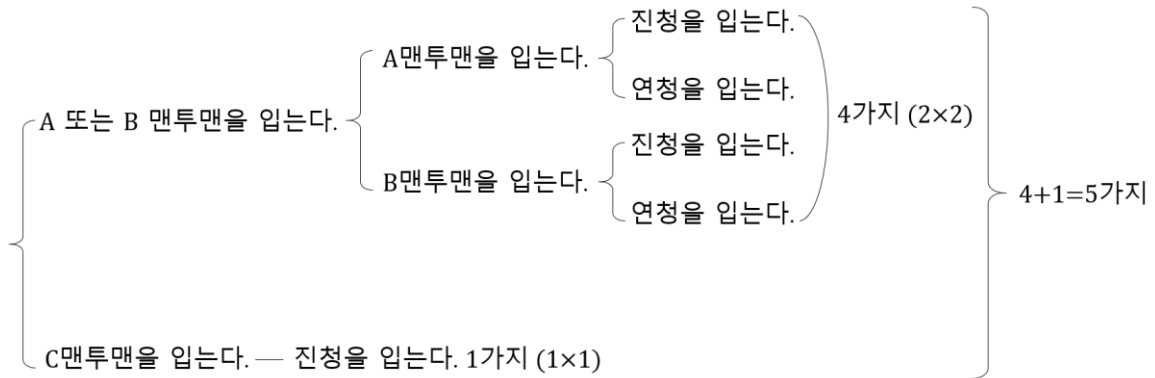 진청을 입는다.
A맨투맨을 입는다.
연청을 입는다.
A 또는 B 맨투맨을 입는다.
4가지 (2×2)
진청을 입는다.
B맨투맨을 입는다.
연청을 입는다.
4+1=5가지
C맨투맨을 입는다. — 진청을 입는다. 1가지 (1×1)